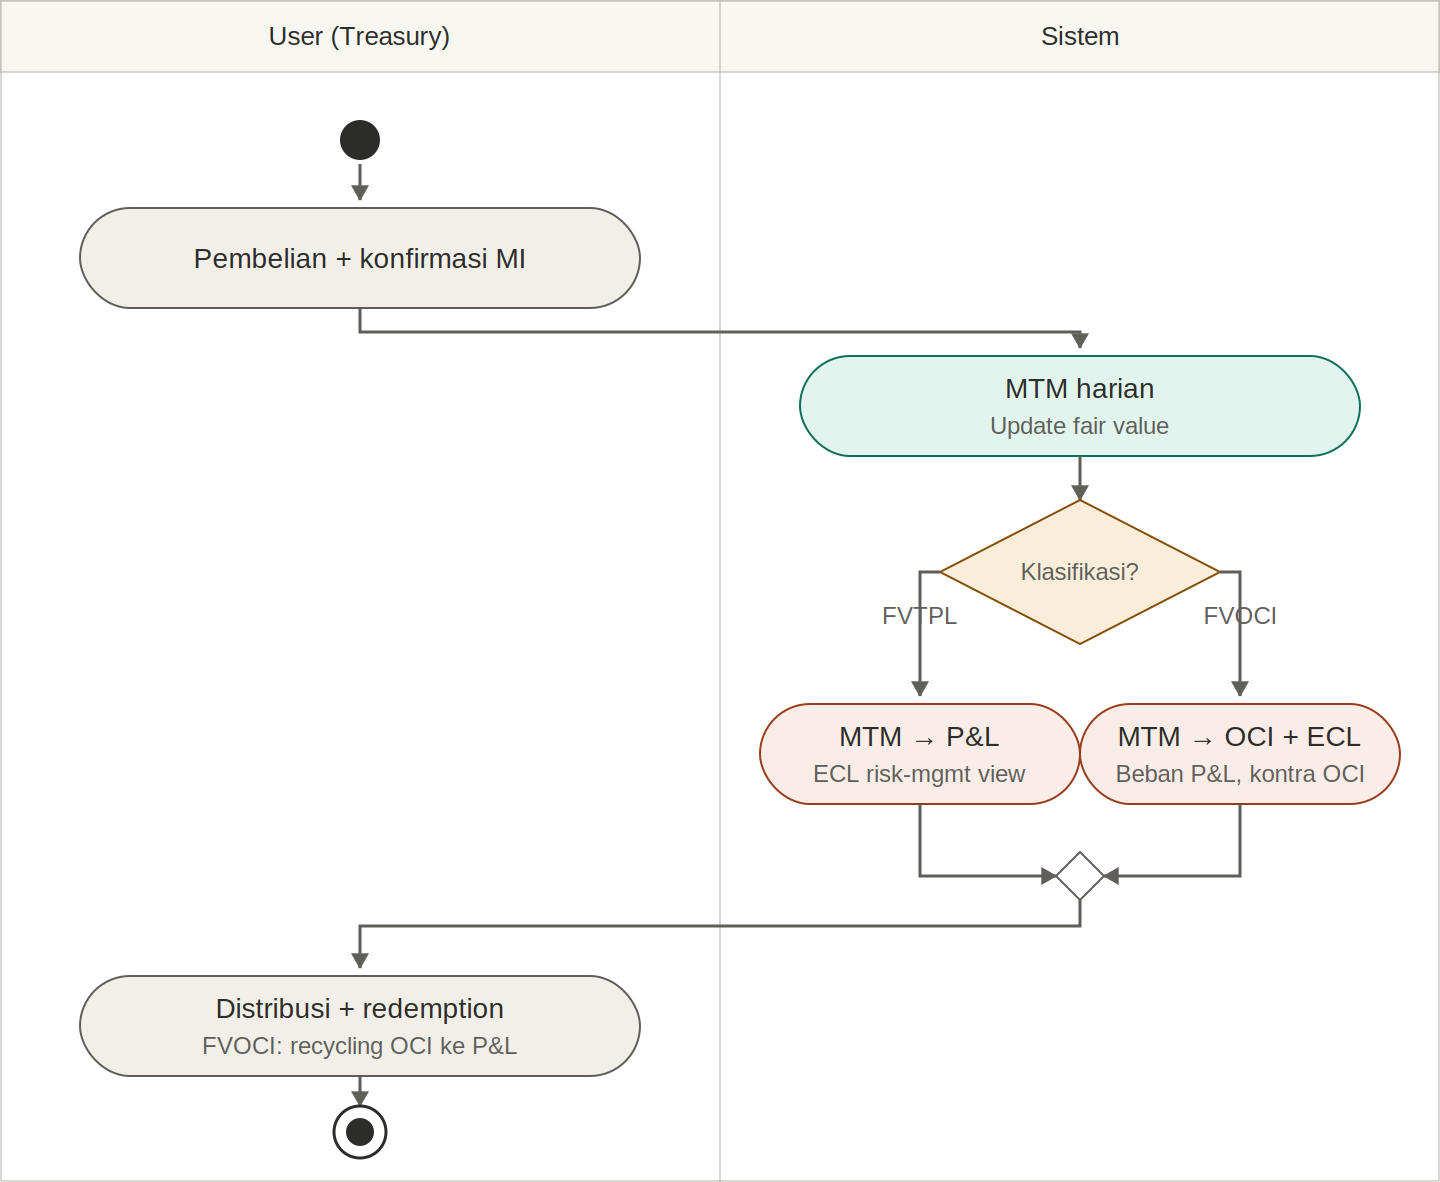 User (Treasury)
Sistem
Pembelian + konfirmasi MI
MTM harian
Update fair value
Klasifikasi?
FVTPL
FVOCI
MTM → P&L
ECL risk-mgmt view
MTM → OCI + ECL
Beban P&L, kontra OCI
Distribusi + redemption
FVOCI: recycling OCI ke P&L